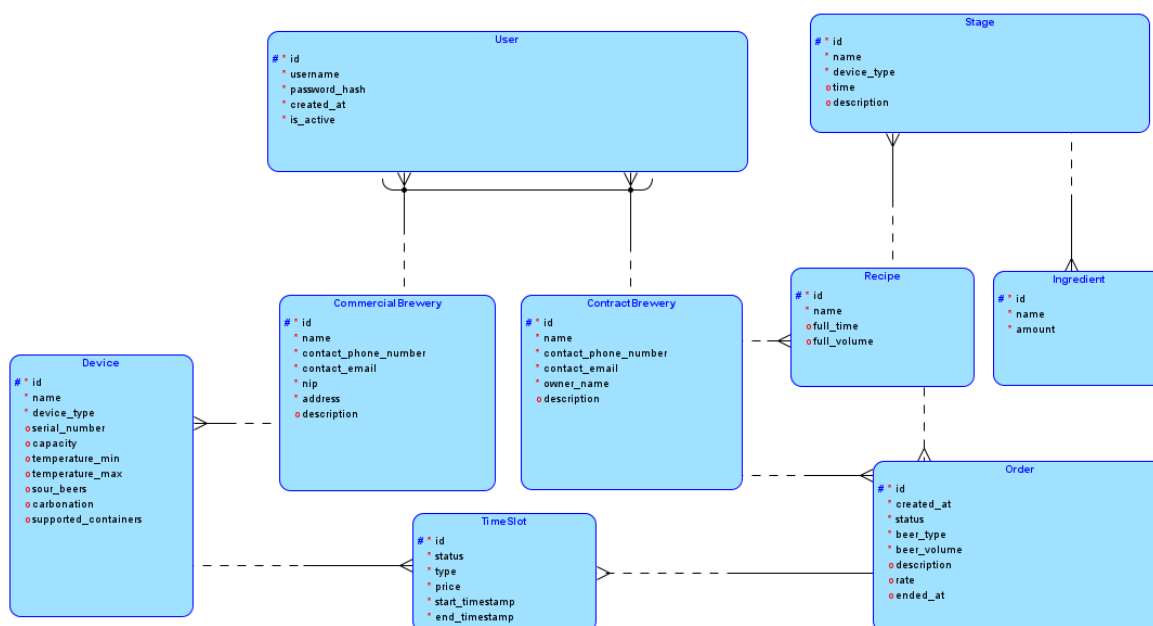 User
# * id
* username
* password_hash
* created_at
* is_active
Stage
# * id
* name
* device_type
o time
o description
CommercialBrewery
# * id
* name
* contact_phone_number
* contact_email
* nip
* address
o description
ContractBrewery
# * id
* name
* contact_phone_number
* contact_email
* owner_name
o description
Recipe
# * id
* name
o full_time
o full_volume
Ingredient
# * id
* name
* amount
Device
# * id
* name
* device_type
o serial_number
o capacity
o temperature_min
o temperature_max
o sour_beers
o carbonation
o supported_containers
TimeSlot
# * id
* status
* type
* price
* start_timestamp
* end_timestamp
Order
# * id
* created_at
* status
* beer_type
* beer_volume
o description
o rate
o ended_at